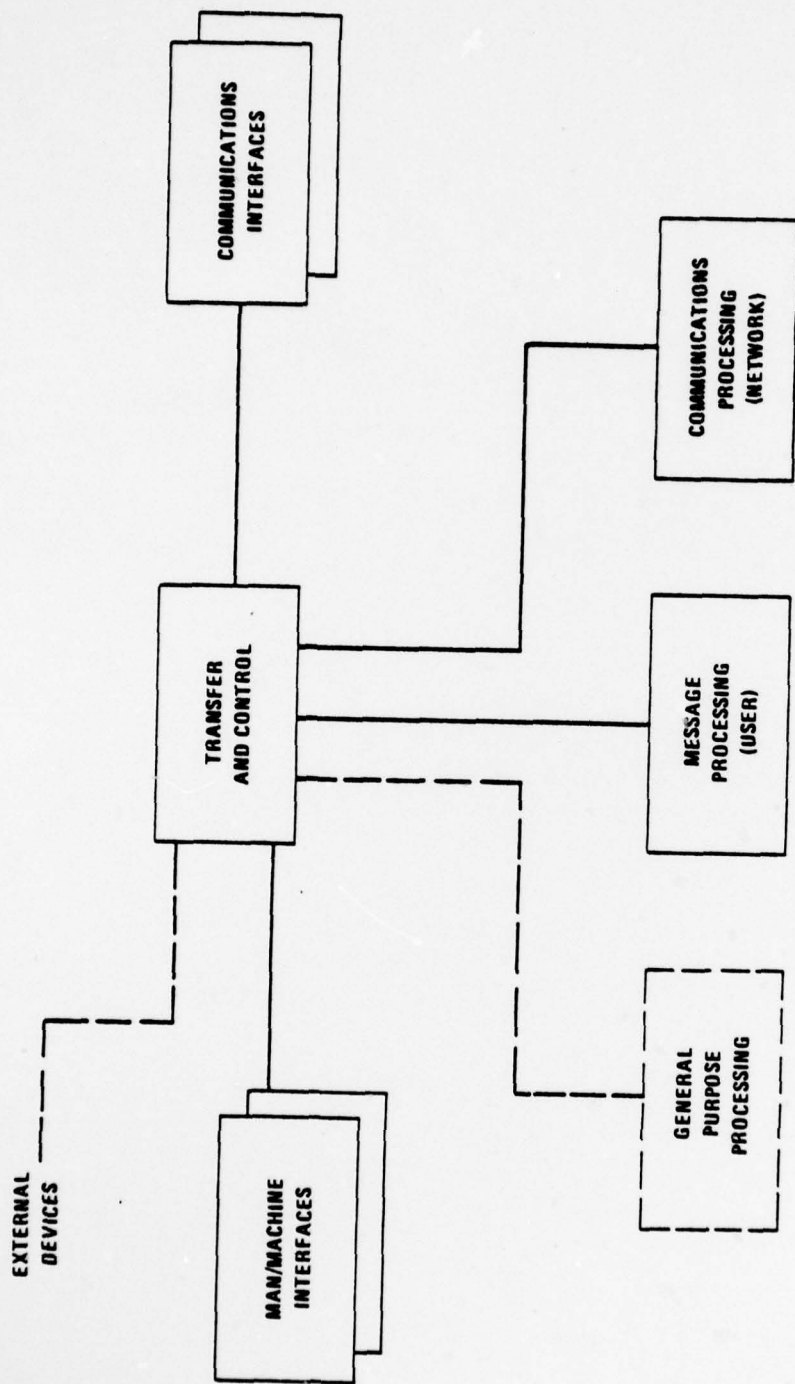 EXTERNAL
DEVICES
MAN/MACHINE
INTERFACES
TRANSFER
AND CONTROL
COMMUNICATIONS
INTERFACES
GENERAL
PURPOSE
PROCESSING
MESSAGE
PROCESSING
(USER)
COMMUNICATIONS
PROCESSING
(NETWORK)